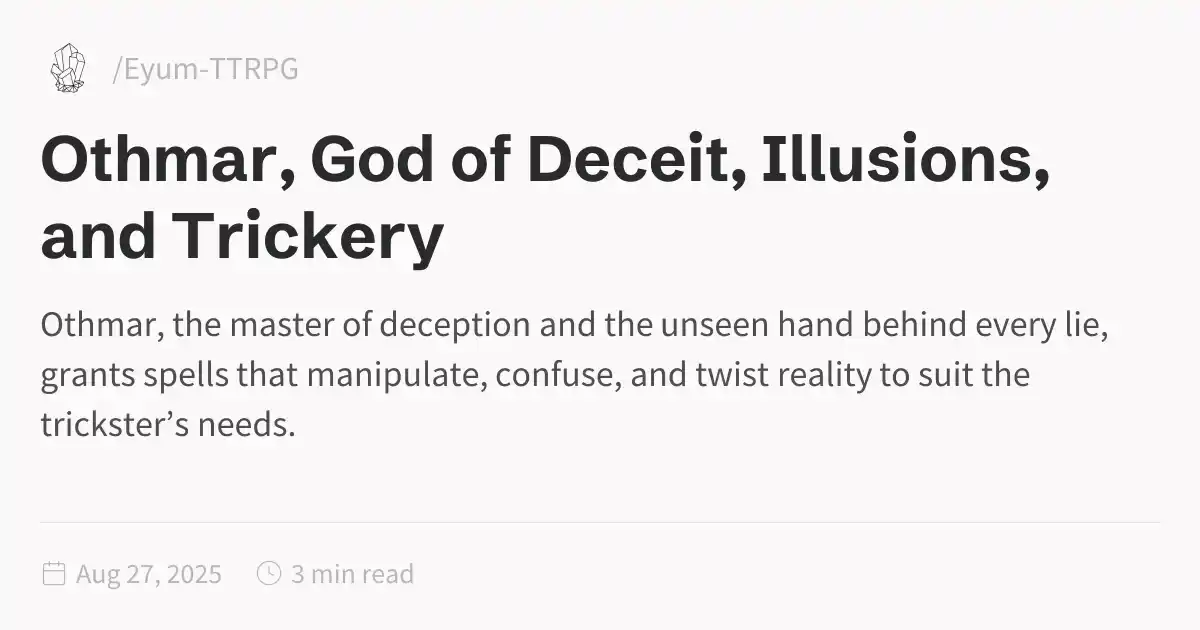 /Eyum-TTRPG
Othmar, God of Deceit, Illusions,
and Trickery
Othmar, the master of deception and the unseen hand behind every lie,
grants spells that manipulate, confuse, and twist reality to suit the
trickster’s needs.
Aug 27, 2025 3 min read